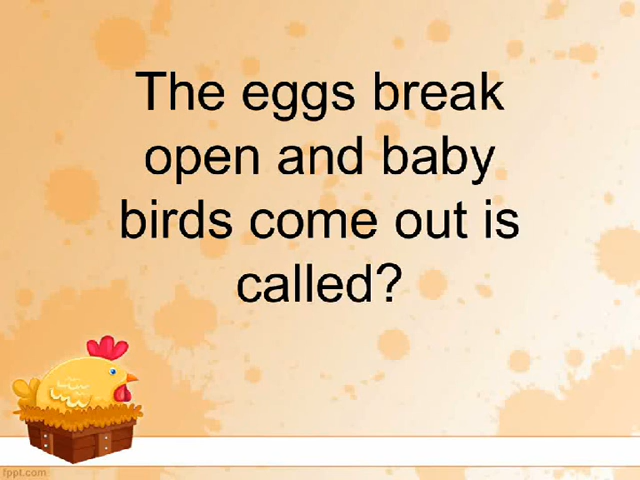 The eggs break
open and baby
birds come out is
called?
fppt.com